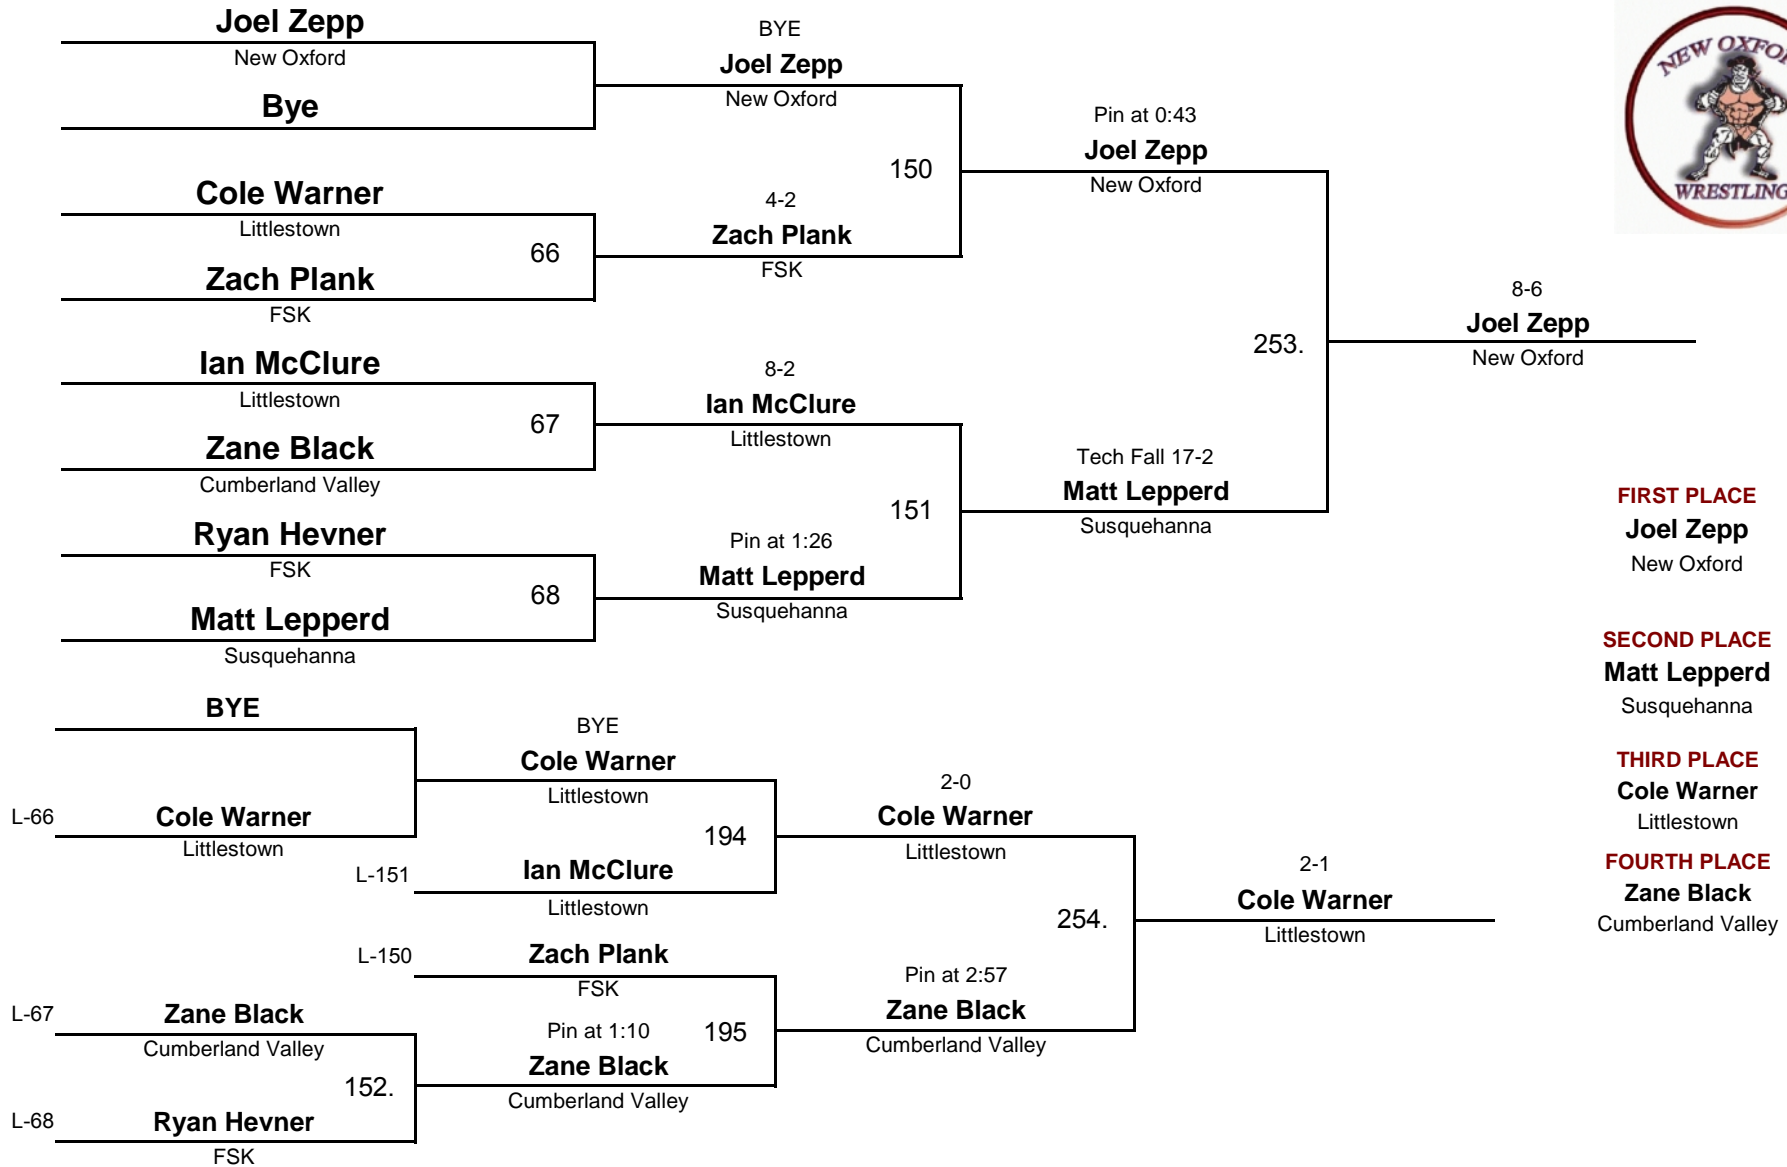 Joel Zepp
New Oxford
Bye
Cole Warner
Littlestown
66
Zach Plank
FSK
Ian McClure
Littlestown
67
Zane Black
Cumberland Valley
Ryan Hevner
FSK
68
Matt Lepperd
Susquehanna
BYE
Joel Zepp
New Oxford
150
4-2
Zach Plank
FSK
8-2
Ian McClure
Littlestown
151
Pin at 1:26
Matt Lepperd
Susquehanna
Pin at 0:43
Joel Zepp
New Oxford
253.
Tech Fall 17-2
Matt Lepperd
Susquehanna
8-6
Joel Zepp
New Oxford
WRESTLING
FIRST PLACE
Joel Zepp
New Oxford
SECOND PLACE
Matt Lepperd
Susquehanna
THIRD PLACE
Cole Warner
Littlestown
FOURTH PLACE
Zane Black
Cumberland Valley
BYE
L-66
Cole Warner
Littlestown
BYE
Cole Warner
Littlestown
194
L-151
Ian McClure
Littlestown
L-150
Zach Plank
FSK
L-67
Zane Black
Cumberland Valley
152.
L-68
Ryan Hevner
FSK
Pin at 1:10
195
Zane Black
Cumberland Valley
2-0
Cole Warner
Littlestown
254.
Pin at 2:57
Zane Black
Cumberland Valley
2-1
Cole Warner
Littlestown